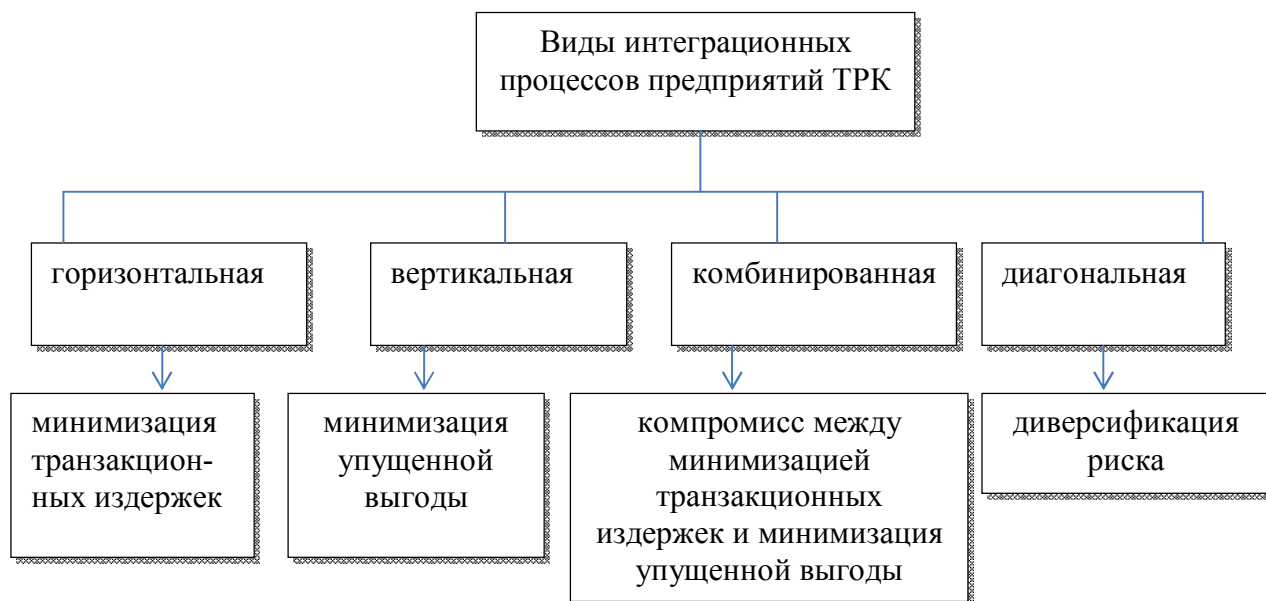 Виды интеграционных
процессов предприятий ТРК
горизонтальная
вертикальная
комбинированная
диагональная
минимизация
транзакцион-
ных издержек
минимизация
упущенной
выгоды
компромисс между
минимизацией
транзакционных
издержек и минимизация
упущенной выгоды
диверсификация
риска